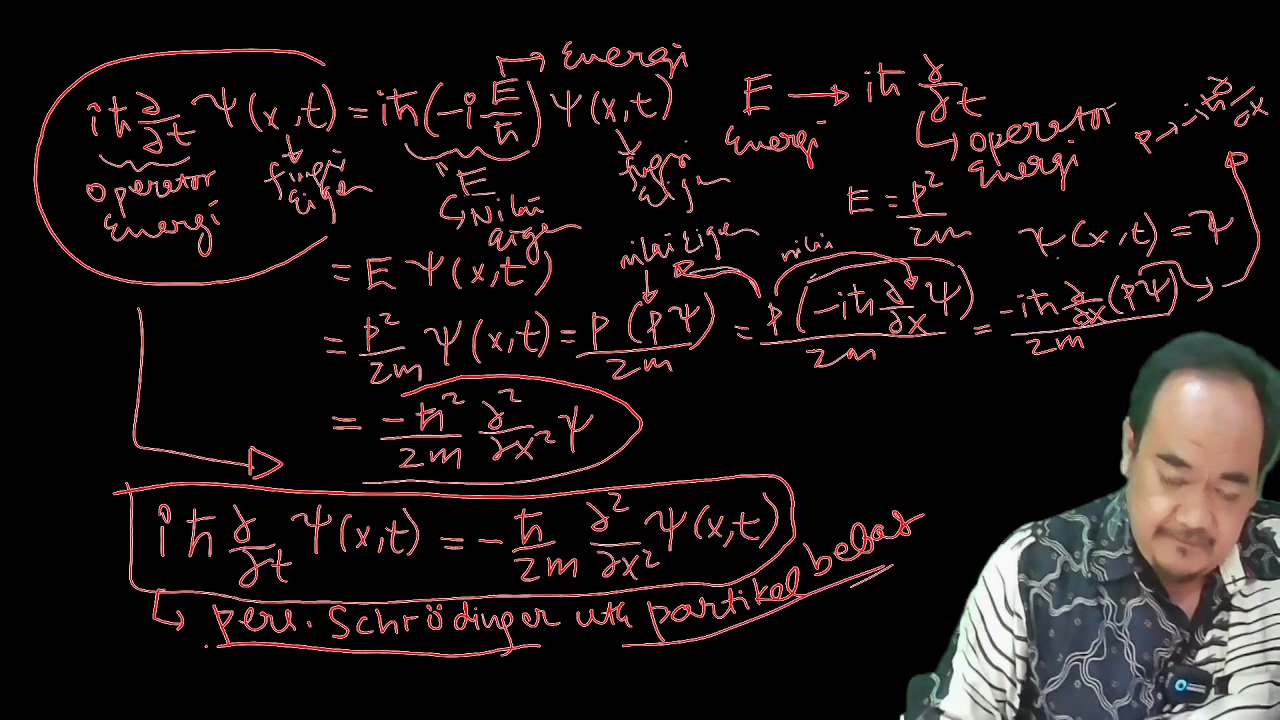 → Energi
iℏ ∂/∂t Ψ(x,t) = iℏ(-i E/ℏ) Ψ(x,t)
Operator Energi
fungsi Eigen
"E
↳ Nilai Eigen
fungsi Eigen
E → iℏ ∂/∂t
Energi
↳ Operator Energi
p → -iℏ ∂/∂x
E = p²/2m
Ψ(x,t) = Ψ
= E Ψ(x,t)
nilai Eigen
nilai
= p²/2m Ψ(x,t) = p(pΨ)/2m = p(-iℏ ∂/∂x Ψ)/2m = -iℏ ∂/∂x (pΨ)/2m
= -ℏ²/2m ∂²/∂x² Ψ
iℏ ∂/∂t Ψ(x,t) = -ℏ/2m ∂²/∂x² Ψ(x,t)
↳ pers. Schrödinger utk partikel bebas